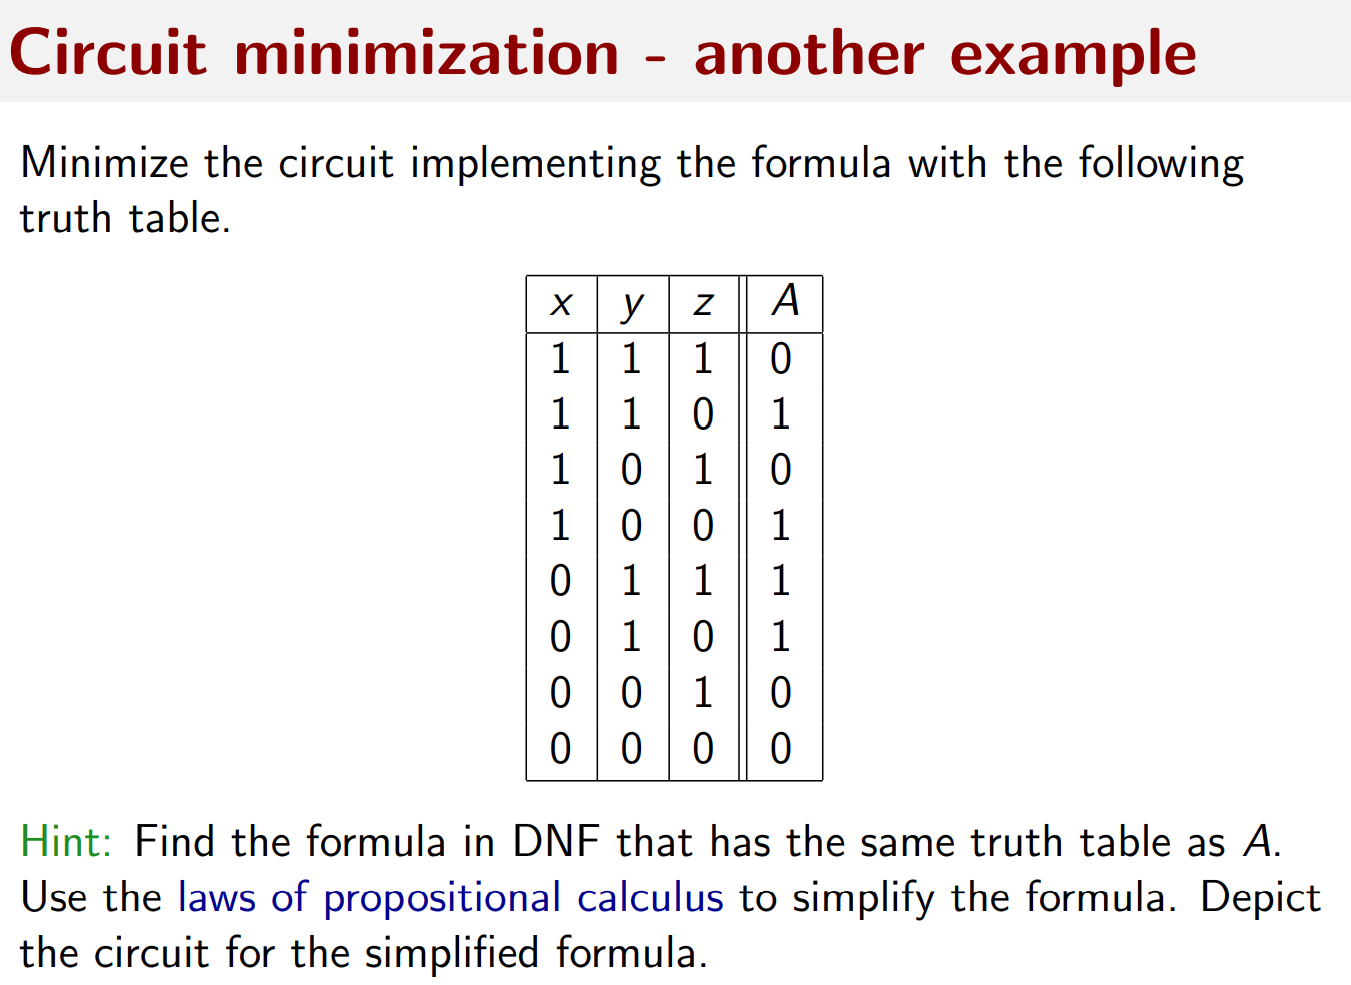 Circuit minimization - another example
Minimize the circuit implementing the formula with the following
truth table.
x y z A
1 1 1 0
1 1 0 1
1 0 1 0
1 0 0 1
0 1 1 1
0 1 0 1
0 0 1 0
0 0 0 0
Hint: Find the formula in DNF that has the same truth table as A.
Use the laws of propositional calculus to simplify the formula. Depict
the circuit for the simplified formula.